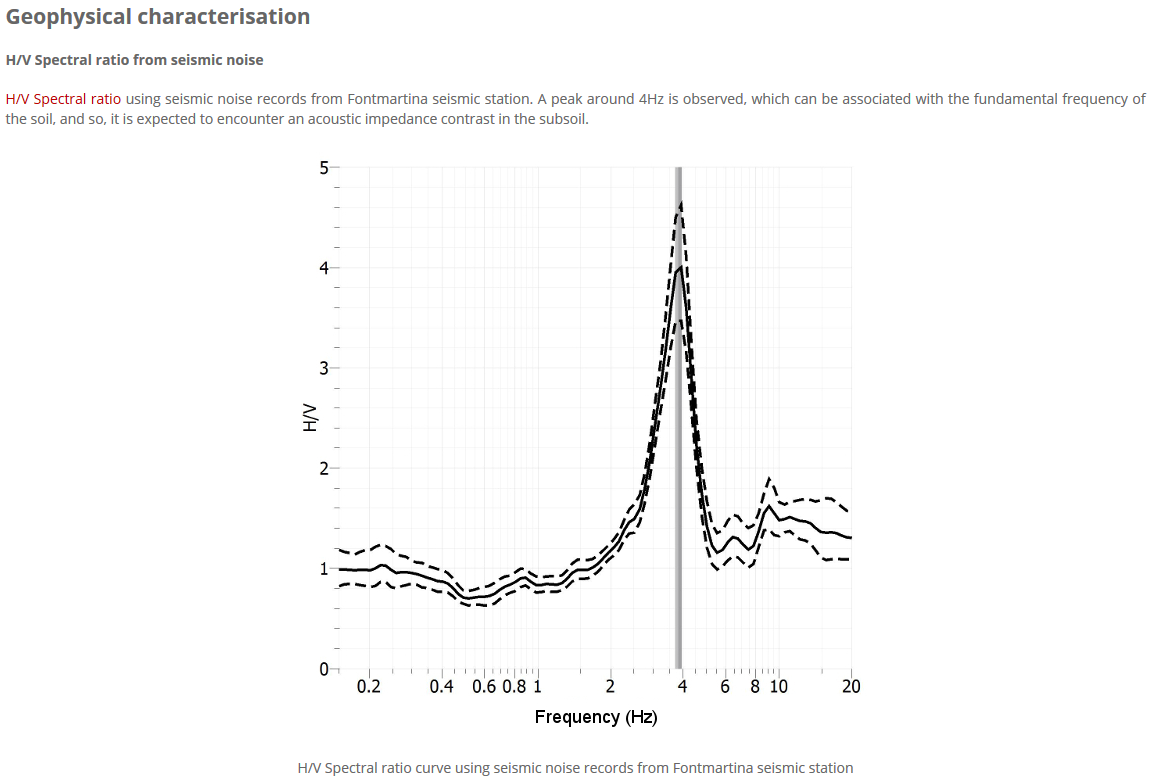 Geophysical characterisation
H/V Spectral ratio from seismic noise
H/V Spectral ratio using seismic noise records from Fontmartina seismic station. A peak around 4Hz is observed, which can be associated with the fundamental frequency of
the soil, and so, it is expected to encounter an acoustic impedance contrast in the subsoil.
5
4
3
H/V
2
1
0
0.2 0.4 0.6 0.8 1 2 4 6 8 10 20
Frequency (Hz)
H/V Spectral ratio curve using seismic noise records from Fontmartina seismic station